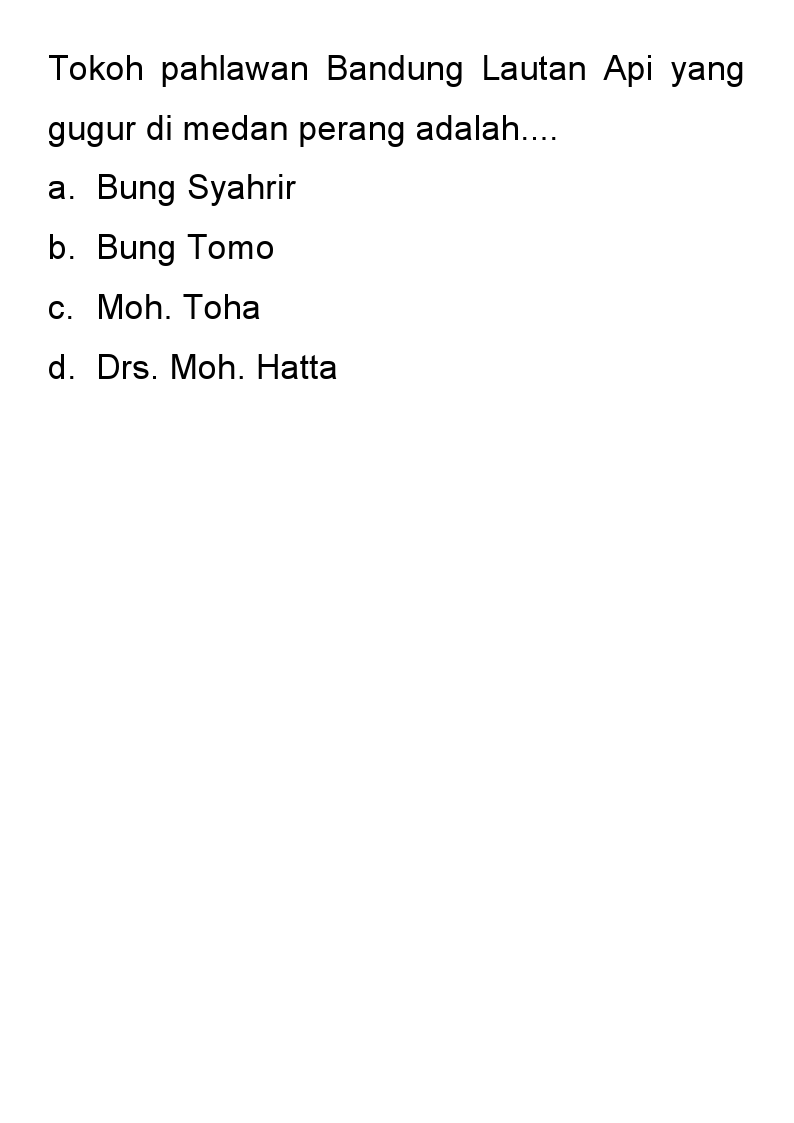 Tokoh pahlawan Bandung Lautan Api yang
gugur di medan perang adalah....
a. Bung Syahrir
b. Bung Tomo
c. Moh. Toha
d. Drs. Moh. Hatta